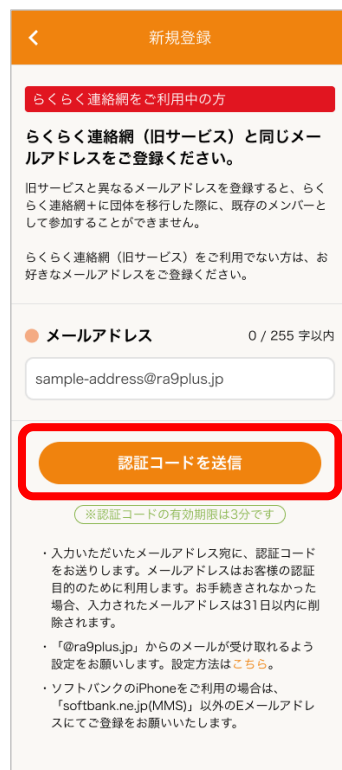 新規登録
らくらく連絡網をご利用中の方
らくらく連絡網（旧サービス）と同じメー
ルアドレスをご登録ください。
旧サービスと異なるメールアドレスを登録すると、らく
らく連絡網＋に団体を移行した際に、既存のメンバーと
して参加することができません。
らくらく連絡網（旧サービス）をご利用でない方は、お
好きなメールアドレスをご登録ください。
メールアドレス 0 / 255 字以内
sample-address@ra9plus.jp
認証コードを送信
※認証コードの有効期限は3分です
・入力いただいたメールアドレス宛に、認証コード
をお送りします。メールアドレスはお客様の認証
目的のために利用します。お手続きされなかった
場合、入力されたメールアドレスは31日以内に削
除されます。
・「@ra9plus.jp」からのメールが受け取れるよう
設定をお願いします。設定方法はこちら。
・ソフトバンクのiPhoneをご利用の場合は、
「softbank.ne.jp(MMS)」以外のEメールアドレ
スにてご登録をお願いいたします。